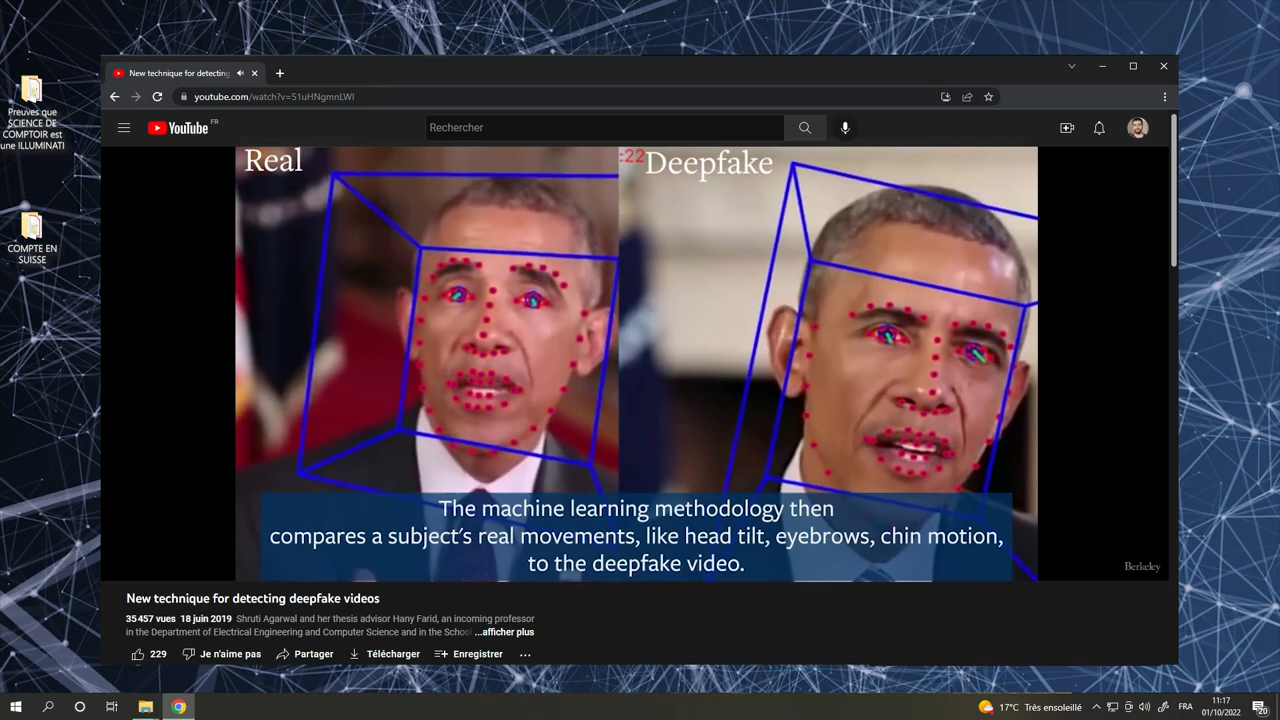 Preuves que
SCIENCE DE
COMPTOIR est
une ILLUMINATI
COMPTE EN
SUISSE
New technique for detecting
youtube.com/watch?v=51uHNgmnLWI
YouTube FR
Rechercher
Real
:22
Deepfake
The machine learning methodology then
compares a subject's real movements, like head tilt, eyebrows, chin motion,
to the deepfake video.
Berkeley
New technique for detecting deepfake videos
35 457 vues 18 juin 2019 Shruti Agarwal and her thesis advisor Hany Farid, an incoming professor
in the Department of Electrical Engineering and Computer Science and in the School ...afficher plus
229 Je n'aime pas Partager Télécharger Enregistrer ...
17°C Très ensoleillé FRA 11:17
01/10/2022 20